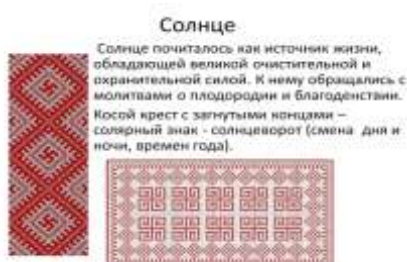 Солнце
Солнце почиталось как источник жизни,
обладающей великой очистительной и
охранительной силой. К нему обращались с
молитвами о плодородии и благоденствии.
Косой крест с загнутыми концами –
солярный знак - солнцеворот (смена дня и
ночи, времен года).